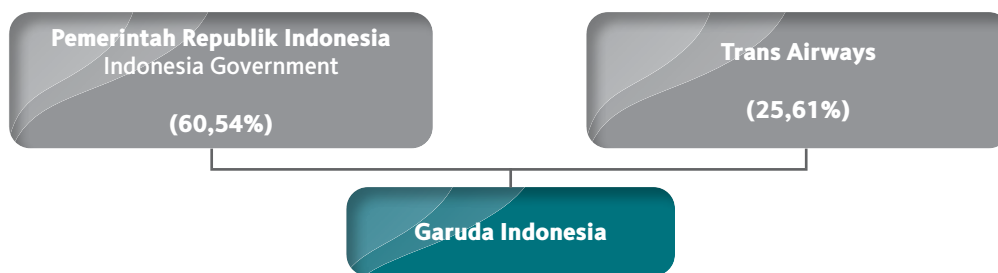 Pemerintah Republik Indonesia
Indonesia Government
(60,54%)
Trans Airways
(25,61%)
Garuda Indonesia